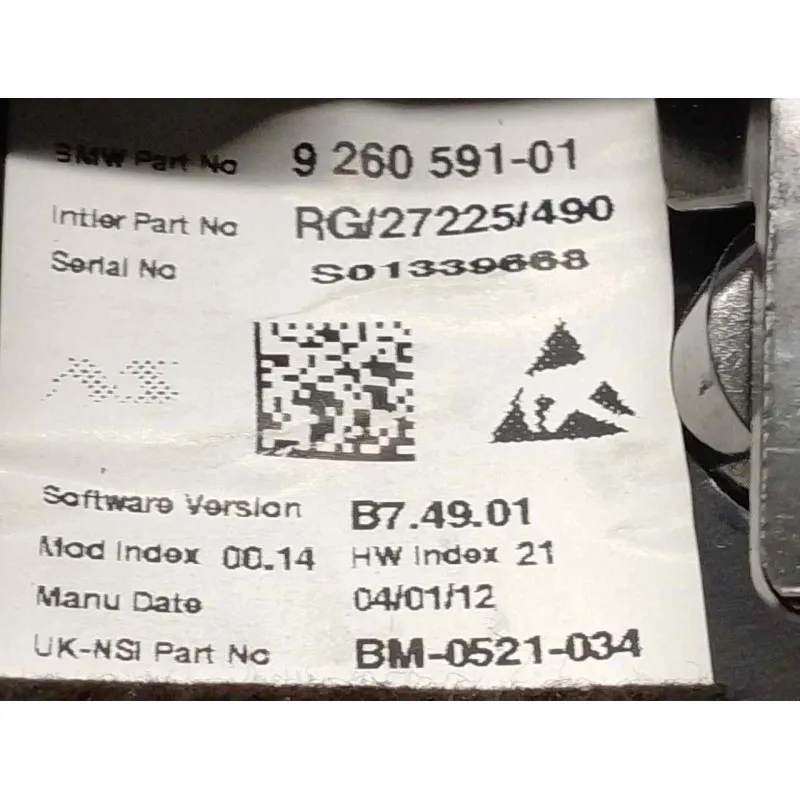 BMW Part No 9 260 591-01
Intier Part No RG/27225/490
Serial No S01339668
Software Version B7.49.01
Mod Index 00.14 HW Index 21
Manu Date 04/01/12
UK-NSI Part No BM-0521-034